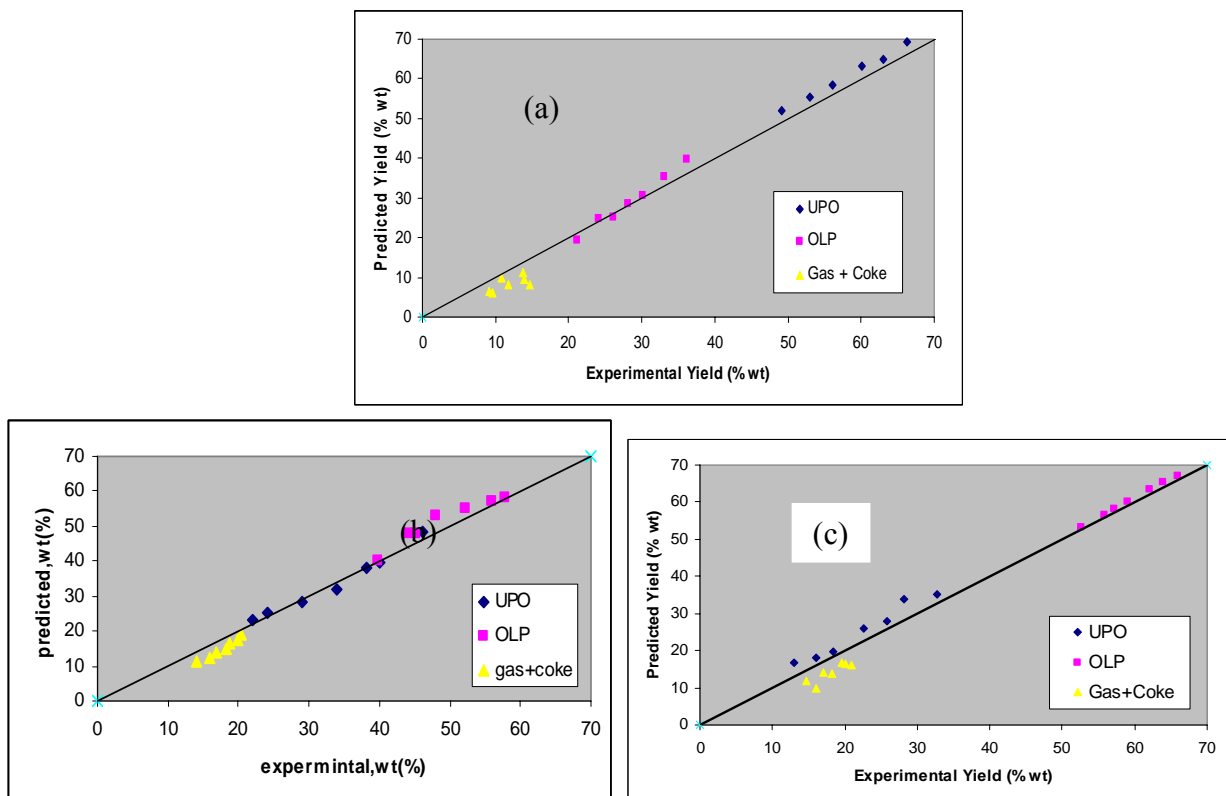 Predicted Yield (% wt)
70
60
50
40
30
20
10
0
(a)
UPO
OLP
Gas + Coke
0 10 20 30 40 50 60 70
Experimental Yield (% wt)
predicted,wt(%)
70
60
50
40
30
20
10
0
(b)
UPO
OLP
gas+coke
0 10 20 30 40 50 60 70
expermintal,wt(%)
Predicted Yield (% wt)
70
60
50
40
30
20
10
0
(c)
UPO
OLP
Gas+Coke
0 10 20 30 40 50 60 70
Experimental Yield (% wt)